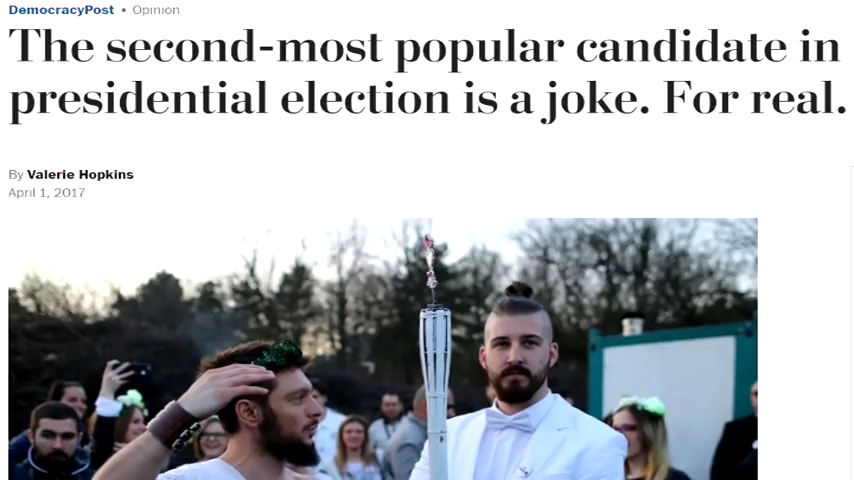 DemocracyPost • Opinion
The second-most popular candidate in
presidential election is a joke. For real.
By Valerie Hopkins
April 1, 2017